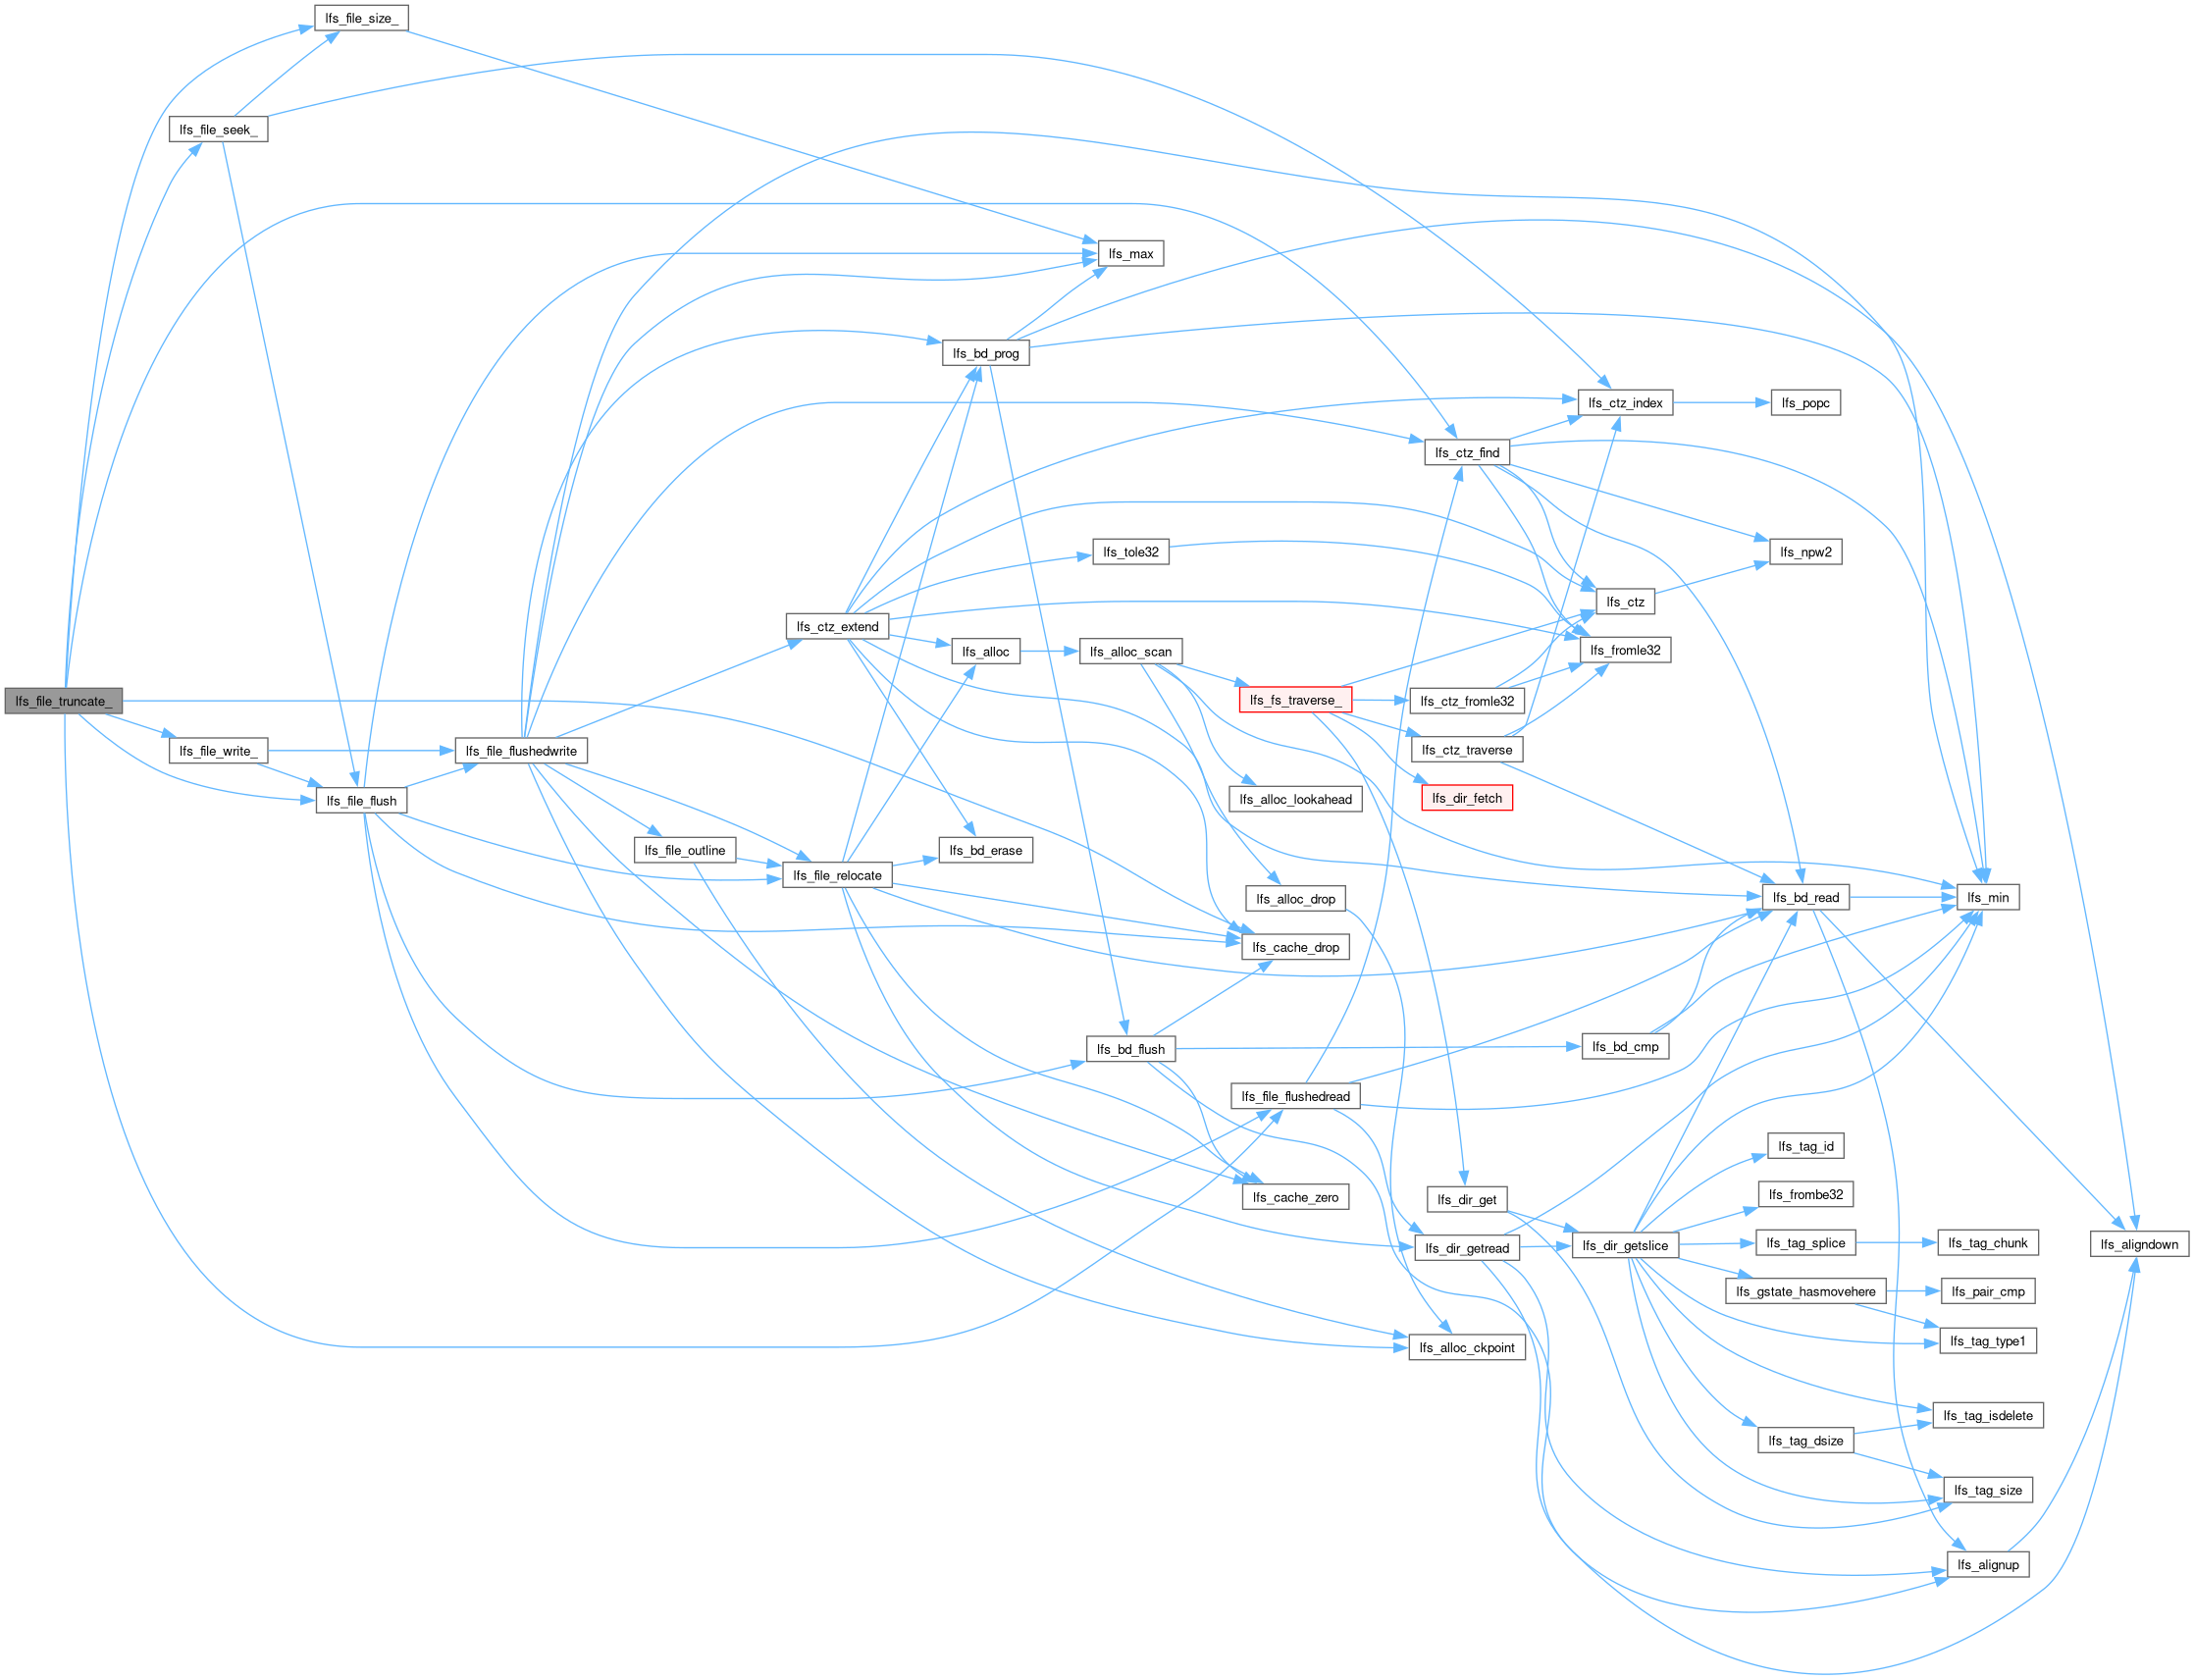 lfs_file_size_
lfs_file_seek_
lfs_max
lfs_bd_prog
lfs_ctz_index
lfs_popc
lfs_ctz_find
lfs_tole32
lfs_npw2
lfs_ctz
lfs_ctz_extend
lfs_alloc
lfs_alloc_scan
lfs_fromle32
lfs_file_truncate_
lfs_fs_traverse_
lfs_ctz_fromle32
lfs_file_write_
lfs_file_flushedwrite
lfs_ctz_traverse
lfs_file_flush
lfs_alloc_lookahead
lfs_dir_fetch
lfs_file_outline
lfs_bd_erase
lfs_file_relocate
lfs_alloc_drop
lfs_bd_read
lfs_min
lfs_cache_drop
lfs_bd_flush
lfs_bd_cmp
lfs_file_flushedread
lfs_tag_id
lfs_cache_zero
lfs_dir_get
lfs_frombe32
lfs_dir_getread
lfs_dir_getslice
lfs_tag_splice
lfs_tag_chunk
lfs_aligndown
lfs_gstate_hasmovehere
lfs_pair_cmp
lfs_alloc_ckpoint
lfs_tag_type1
lfs_tag_isdelete
lfs_tag_dsize
lfs_tag_size
lfs_alignup